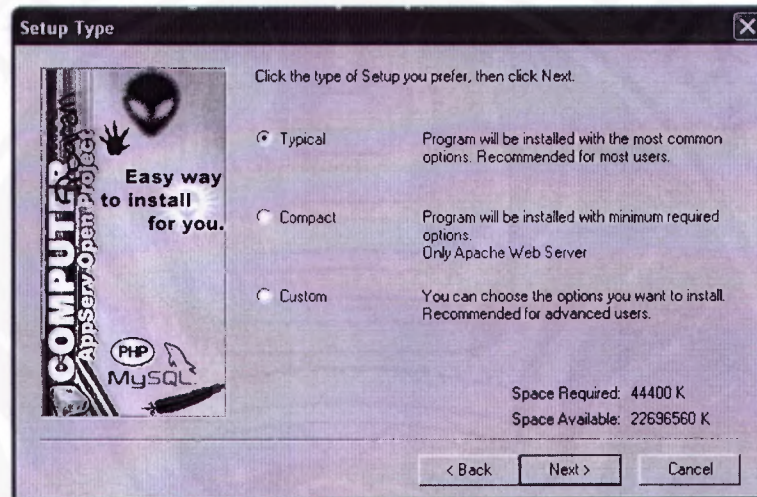 Setup Type
Click the type of Setup you prefer, then click Next.
Typical
Program will be installed with the most common
options. Recommended for most users.
Compact
Program will be installed with minimum required
options.
Only Apache Web Server
Custom
You can choose the options you want to install.
Recommended for advanced users.
Space Required: 44400 K
Space Available: 22696560 K
< Back
Next >
Cancel
Easy way
to install
for you.
COMPUTER
AppServ Open Project
PHP
MySQL